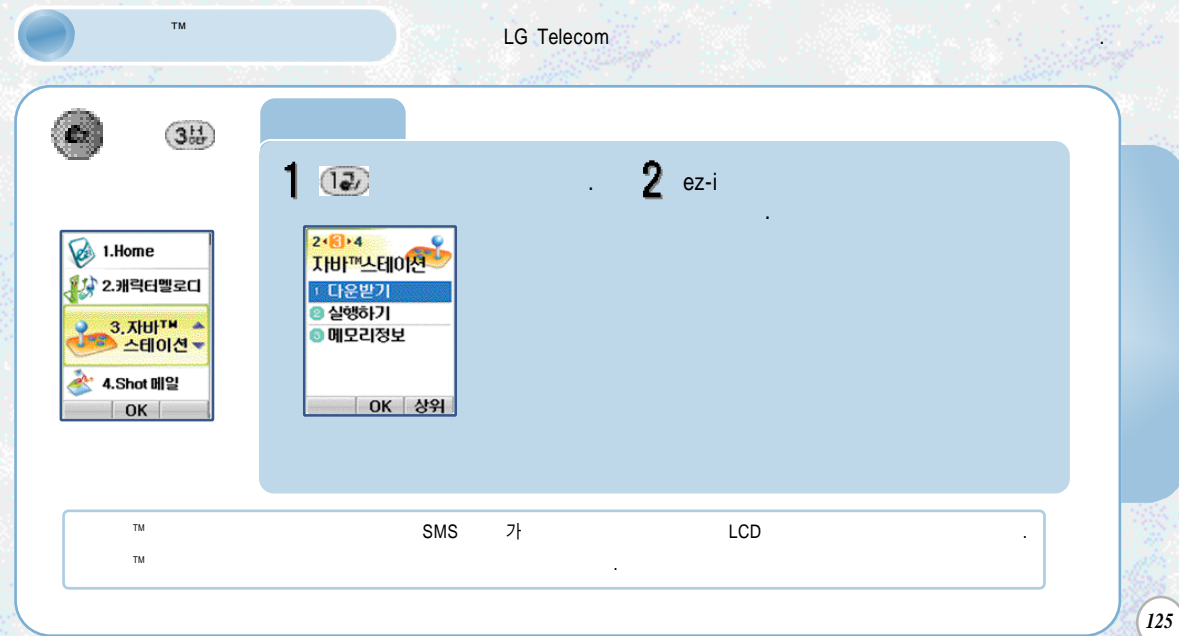 ™
LG Telecom .
3ㅐ DEF
1 .
2 ez-i
.
1.Home
2.캐릭터멜로디
3.자바™
스테이션
4.Shot 메일
OK
2 3 4
자바™스테이션
1 다운받기
2 실행하기
3 메모리정보
OK 상위
™ SMS 가 LCD .
™ .
125